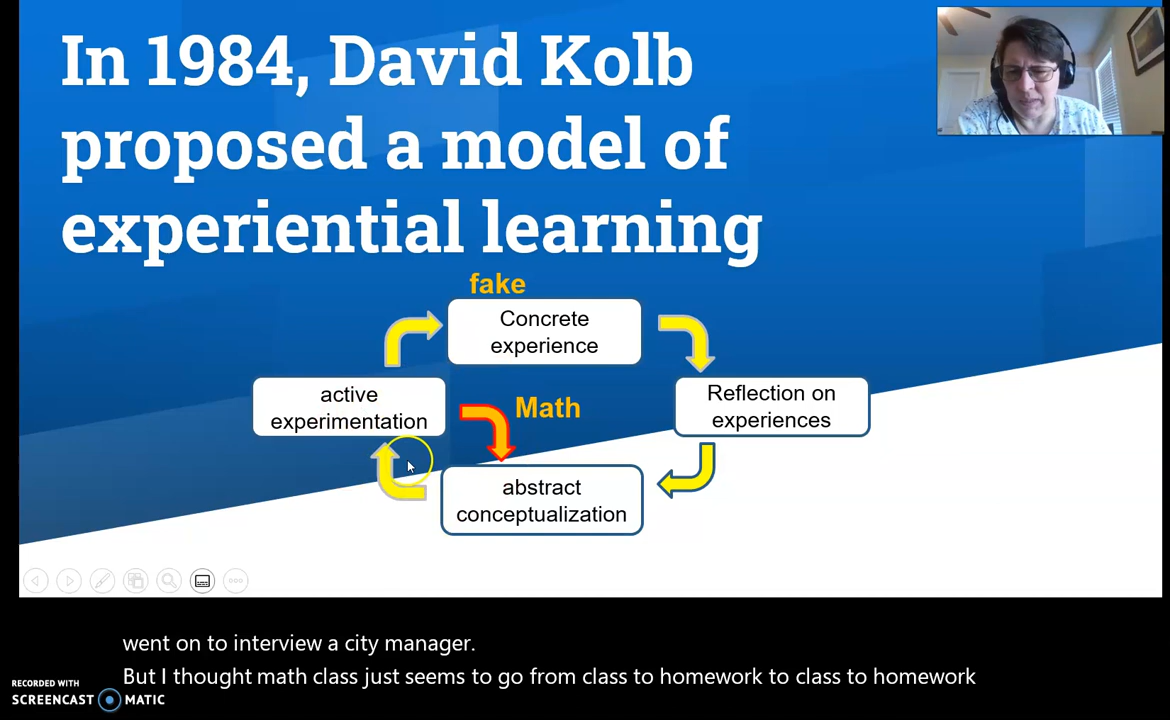 In 1984, David Kolb
proposed a model of
experiential learning
fake
Concrete
experience
active
experimentation
Math
Reflection on
experiences
abstract
conceptualization
went on to interview a city manager.
But I thought math class just seems to go from class to homework to class to homework
RECORDED WITH
SCREENCAST MATIC